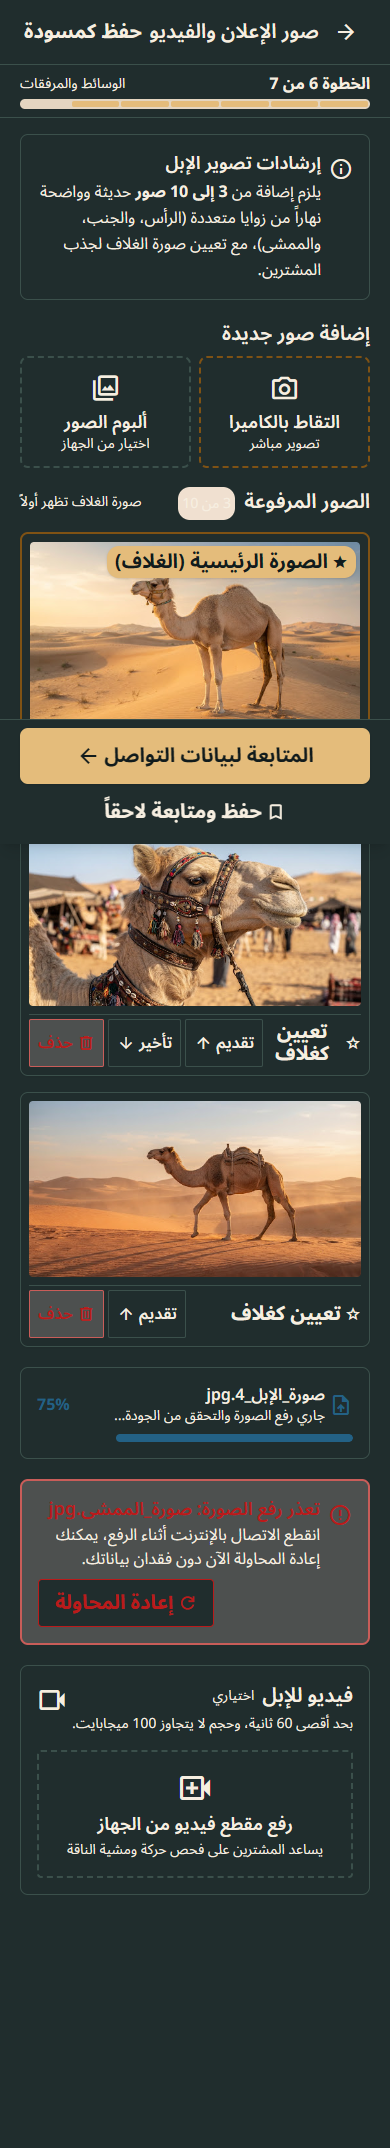 صور الإعلان والفيديو
حفظ كمسودة
الخطوة 6 من 7
الوسائط والمرفقات
إرشادات تصوير الإبل
يلزم إضافة من 3 إلى 10 صور حديثة وواضحة
نهاراً من زوايا متعددة (الرأس، والجنب،
والممشى)، مع تعيين صورة الغلاف لجذب
المشترين.
إضافة صور جديدة
التقاط بالكاميرا
تصوير مباشر
ألبوم الصور
اختيار من الجهاز
الصور المرفوعة
3 من 10
صورة الغلاف تظهر أولاً
الصورة الرئيسية (الغلاف)
المتابعة لبيانات التواصل
حفظ ومتابعة لاحقاً
تعيين
كغلاف
تقديم
تأخير
حذف
تعيين كغلاف
تقديم
حذف
صورة_الإبل_4.jpg
جاري رفع الصورة والتحقق من الجودة...
75%
تعذر رفع الصورة: صورة_الممشى.jpg
انقطع الاتصال بالإنترنت أثناء الرفع، يمكنك
إعادة المحاولة الآن دون فقدان بياناتك.
إعادة المحاولة
فيديو للإبل اختياري
بحد أقصى 60 ثانية، وحجم لا يتجاوز 100 ميجابايت.
رفع مقطع فيديو من الجهاز
يساعد المشترين على فحص حركة ومشية الناقة